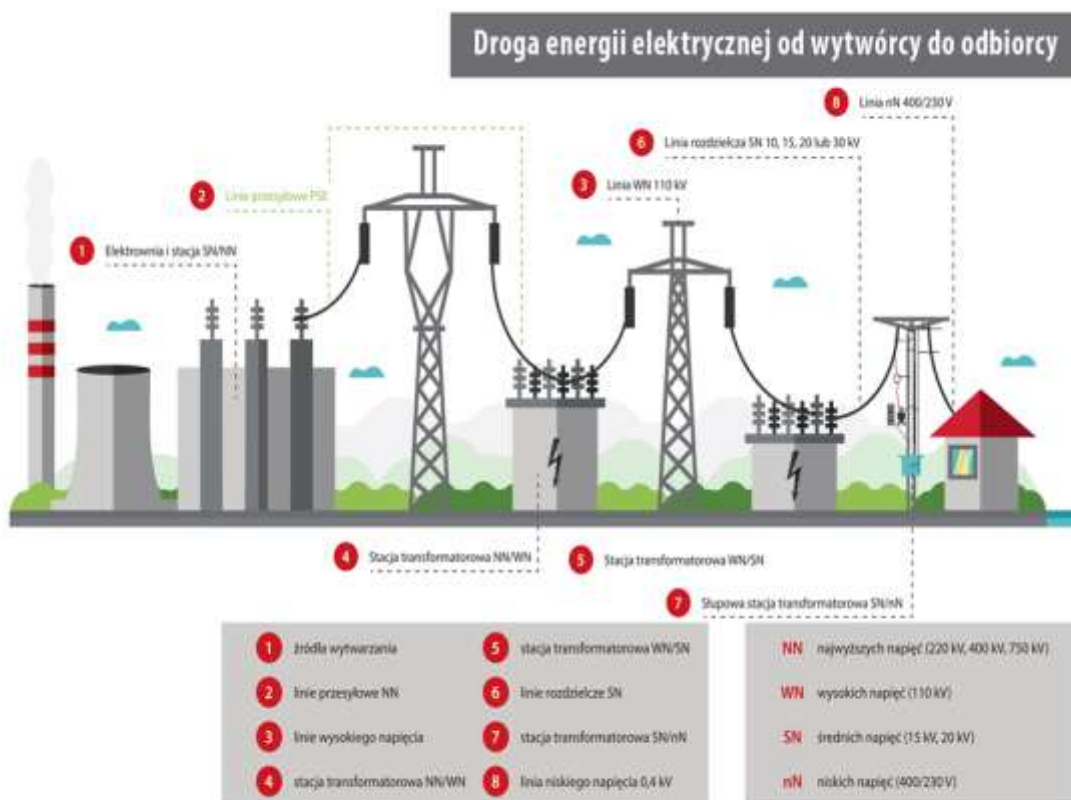 Droga energii elektrycznej od wytwórcy do odbiorcy
8 Linia nN 400/230 V
6 Linia rozdzielcza SN 10, 15, 20 lub 30 kV
3 Linia WN 110 kV
2 Linie przesyłowe PSE
1 Elektrownia i stacja SN/NN
4 Stacja transformatorowa NN/WN
5 Stacja transformatorowa WN/SN
7 Słupowa stacja transformatorowa SN/nN
1 źródła wytwarzania
2 linie przesyłowe NN
3 linie wysokiego napięcia
4 stacja transformatorowa NN/WN
5 stacja transformatorowa WN/SN
6 linie rozdzielcze SN
7 stacja transformatorowa SN/nN
8 linia niskiego napięcia 0,4 kV
NN najwyższych napięć (220 kV, 400 kV, 750 kV)
WN wysokich napięć (110 kV)
SN średnich napięć (15 kV, 20 kV)
nN niskich napięć (400/230 V)